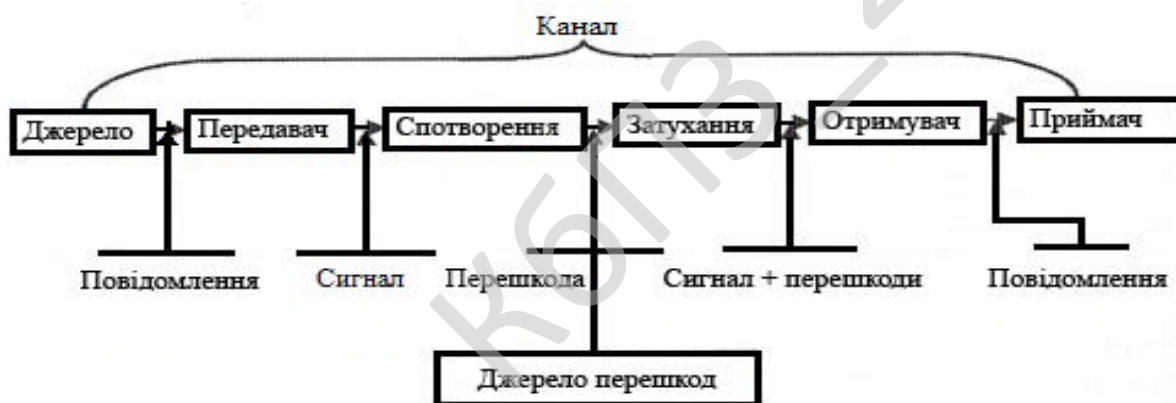 Канал
Джерело Передавач Спотворення Затухання Отримувач Приймач
Повідомлення Сигнал Перешкода Сигнал + перешкоди Повідомлення
Джерело перешкод